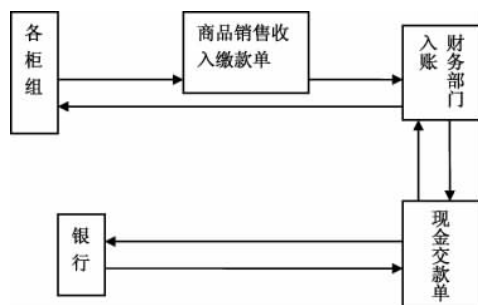 各柜组
商品销售收
入缴款单
财务部门
入账
银行
现金交款单